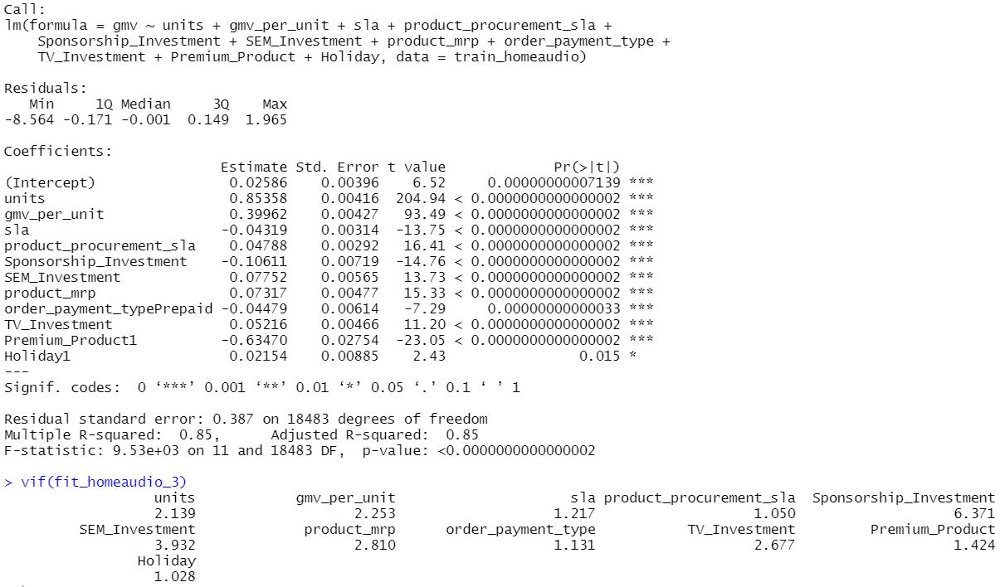 Call:
lm(formula = gmv ~ units + gmv_per_unit + sla + product_procurement_sla +
    Sponsorship_Investment + SEM_Investment + product_mrp + order_payment_type +
    TV_Investment + Premium_Product + Holiday, data = train_homeaudio)

Residuals:
   Min     1Q Median     3Q    Max
-8.564 -0.171 -0.001  0.149  1.965

Coefficients:
                          Estimate Std. Error t value             Pr(>|t|)
(Intercept)                0.02586    0.00396    6.52     0.00000000007139 ***
units                      0.85358    0.00416  204.94 < 0.0000000000000002 ***
gmv_per_unit               0.39962    0.00427   93.49 < 0.0000000000000002 ***
sla                       -0.04319    0.00314  -13.75 < 0.0000000000000002 ***
product_procurement_sla    0.04788    0.00292   16.41 < 0.0000000000000002 ***
Sponsorship_Investment    -0.10611    0.00719  -14.76 < 0.0000000000000002 ***
SEM_Investment             0.07752    0.00565   13.73 < 0.0000000000000002 ***
product_mrp                0.07317    0.00477   15.33 < 0.0000000000000002 ***
order_payment_typePrepaid -0.04479    0.00614   -7.29     0.00000000000033 ***
TV_Investment              0.05216    0.00466   11.20 < 0.0000000000000002 ***
Premium_Product1          -0.63470    0.02754  -23.05 < 0.0000000000000002 ***
Holiday1                   0.02154    0.00885    2.43                0.015 *
---
Signif. codes:  0 ‘***’ 0.001 ‘**’ 0.01 ‘*’ 0.05 ‘.’ 0.1 ‘ ’ 1

Residual standard error: 0.387 on 18483 degrees of freedom
Multiple R-squared:  0.85,	Adjusted R-squared:  0.85
F-statistic: 9.53e+03 on 11 and 18483 DF,  p-value: <0.0000000000000002

> vif(fit_homeaudio_3)
                  units            gmv_per_unit                     sla product_procurement_sla  Sponsorship_Investment
                  2.139                   2.253                   1.217                   1.050                   6.371
         SEM_Investment             product_mrp      order_payment_type           TV_Investment         Premium_Product
                  3.932                   2.810                   1.131                   2.677                   1.424
                Holiday
                  1.028